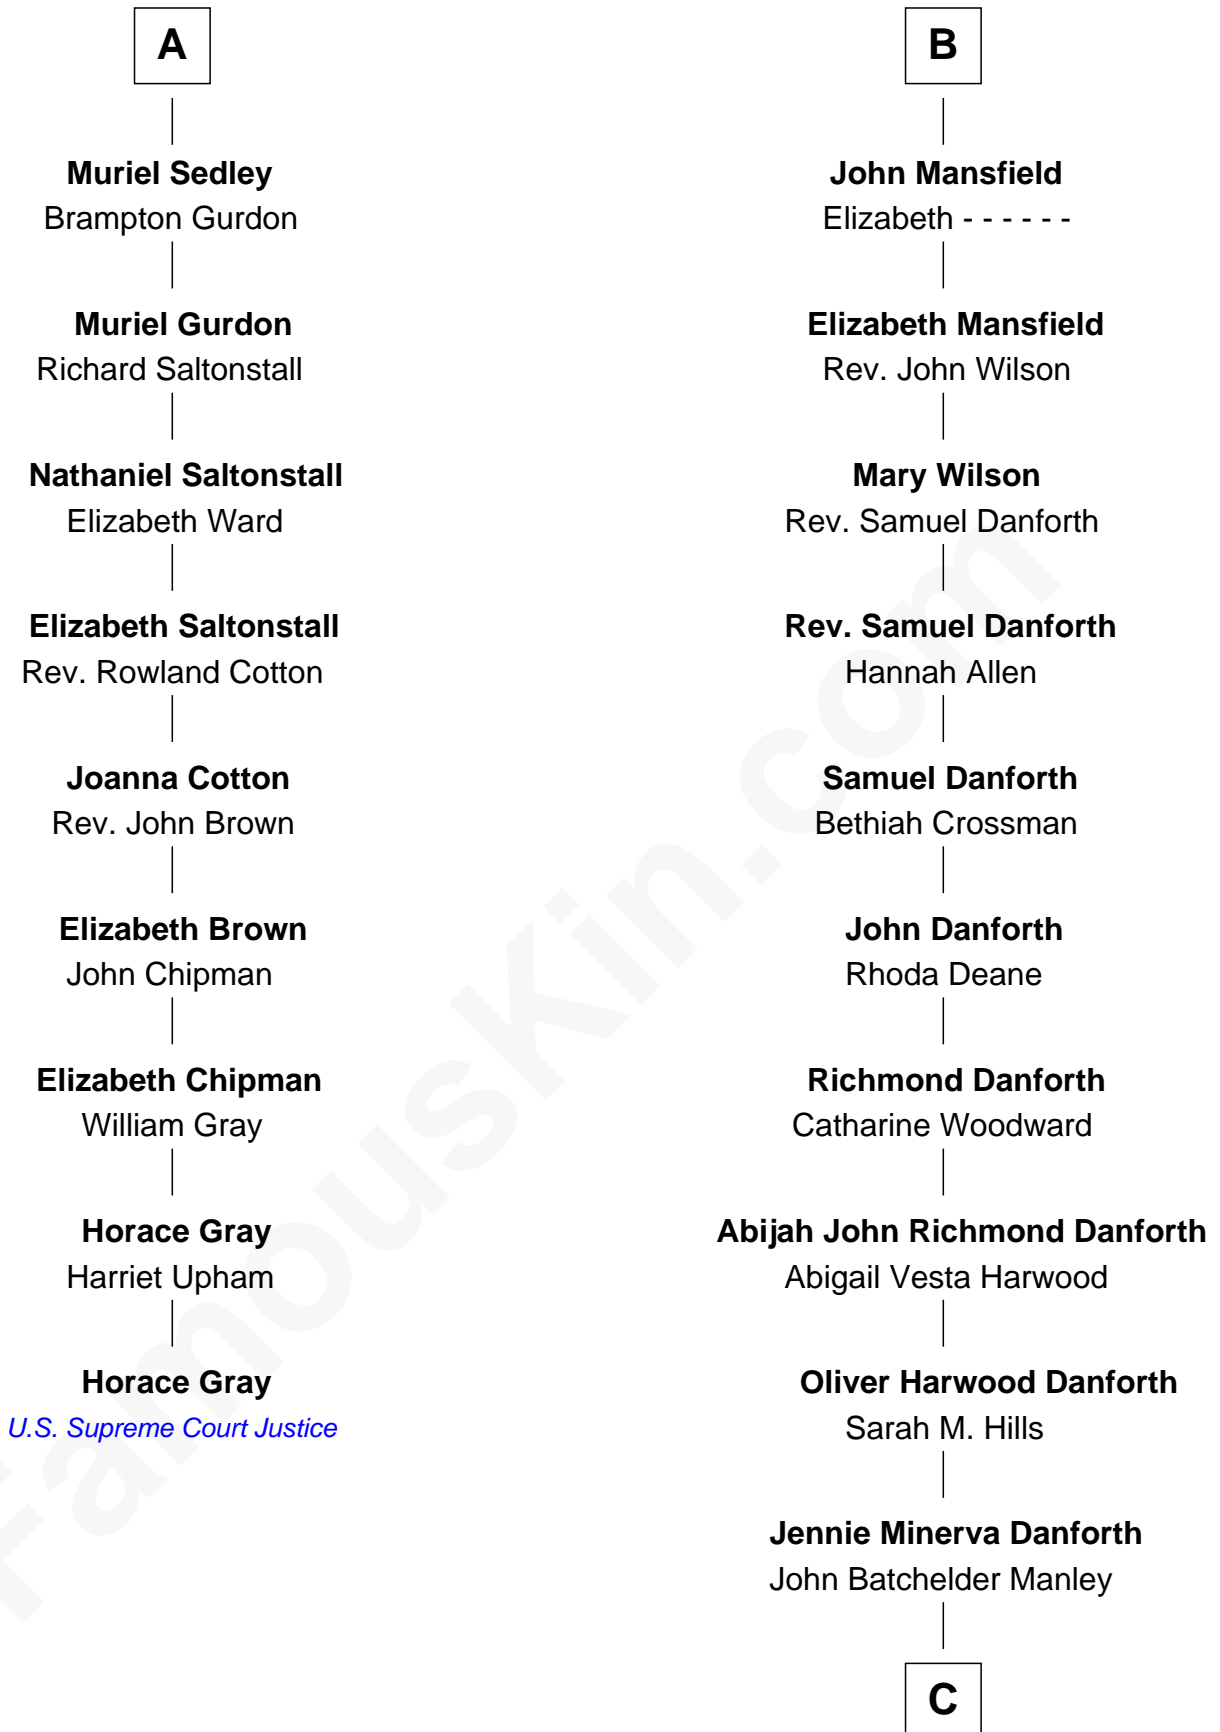 A
Muriel Sedley
Brampton Gurdon
Muriel Gurdon
Richard Saltonstall
Nathaniel Saltonstall
Elizabeth Ward
Elizabeth Saltonstall
Rev. Rowland Cotton
Joanna Cotton
Rev. John Brown
Elizabeth Brown
John Chipman
Elizabeth Chipman
William Gray
Horace Gray
Harriet Upham
Horace Gray
U.S. Supreme Court Justice
B
John Mansfield
Elizabeth - - - - - -
Elizabeth Mansfield
Rev. John Wilson
Mary Wilson
Rev. Samuel Danforth
Rev. Samuel Danforth
Hannah Allen
Samuel Danforth
Bethiah Crossman
John Danforth
Rhoda Deane
Richmond Danforth
Catharine Woodward
Abijah John Richmond Danforth
Abigail Vesta Harwood
Oliver Harwood Danforth
Sarah M. Hills
Jennie Minerva Danforth
John Batchelder Manley
C
FamousKin.com